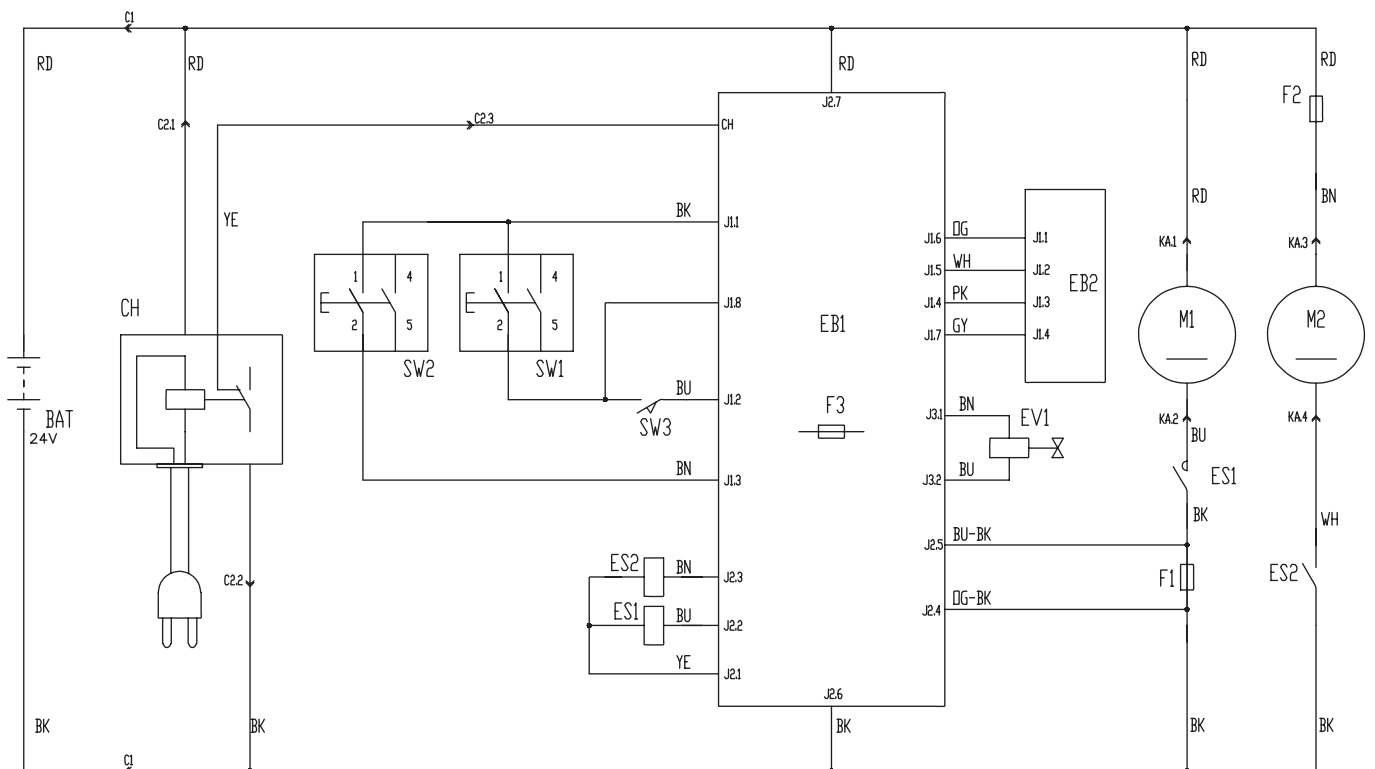 C1
RD
RD
RD
RD
RD
F2
J2.7
C2.1
C2.3
CH
YE
BK
J1.1
RD
BN
OG
J1.6
J1.1
KA.1
KA.3
WH
J1.5
J1.2
1
4
1
4
EB2
PK
J1.8
J1.4
J1.3
CH
2
5
2
5
EB1
GY
J1.7
J1.4
M1
M2
SW2
SW1
BU
J1.2
F3
BN
J3.1
EV1
KA.2
KA.4
BAT
24V
SW3
BU
BN
J1.3
BU
J3.2
ES1
BK
WH
BU-BK
J2.5
ES2
BN
J2.3
F1
ES2
C2.2
ES1
BU
J2.2
OG-BK
J2.4
YE
J2.1
J2.6
BK
BK
BK
BK
BK
C1